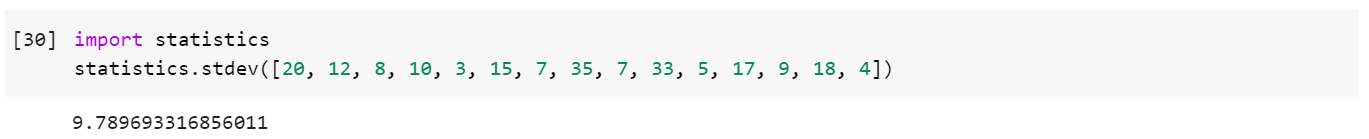 [30] import statistics
statistics.stdev([20, 12, 8, 10, 3, 15, 7, 35, 7, 33, 5, 17, 9, 18, 4])
9.789693316856011